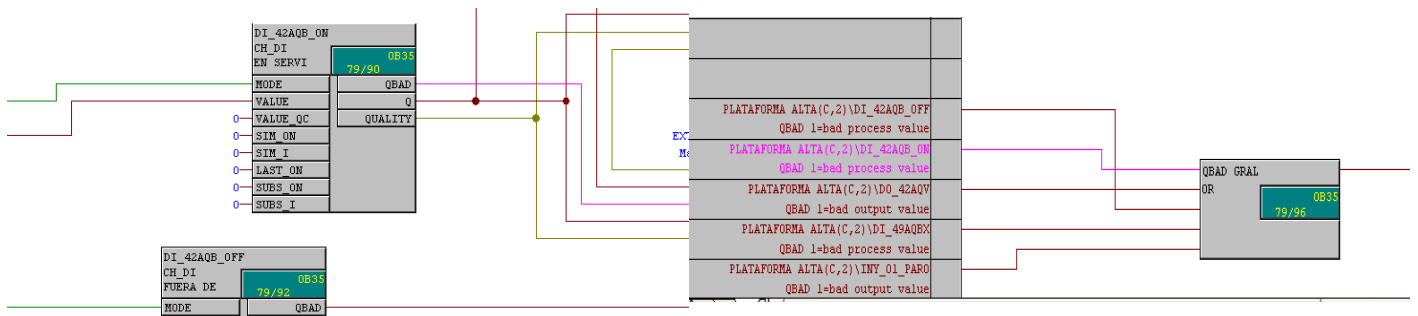 DI_42AQB_ON
CH_DI
EN SERVI
OB35
79/90
MODE QBAD
VALUE Q
0 VALUE_QC QUALITY
0 SIM_ON
0 SIM_I
0 LAST_ON
0 SUBS_ON
0 SUBS_I
DI_42AQB_OFF
CH_DI
FUERA DE
OB35
79/92
MODE QBAD
EXT
Ma
PLATAFORMA ALTA(C,2)\DI_42AQB_OFF
QBAD 1=bad process value
PLATAFORMA ALTA(C,2)\DI_42AQB_ON
QBAD 1=bad process value
PLATAFORMA ALTA(C,2)\DO_42AQV
QBAD 1=bad output value
PLATAFORMA ALTA(C,2)\DI_49AQBX
QBAD 1=bad process value
PLATAFORMA ALTA(C,2)\INY_01_PARO
QBAD 1=bad output value
QBAD GRAL
OR
OB35
79/96